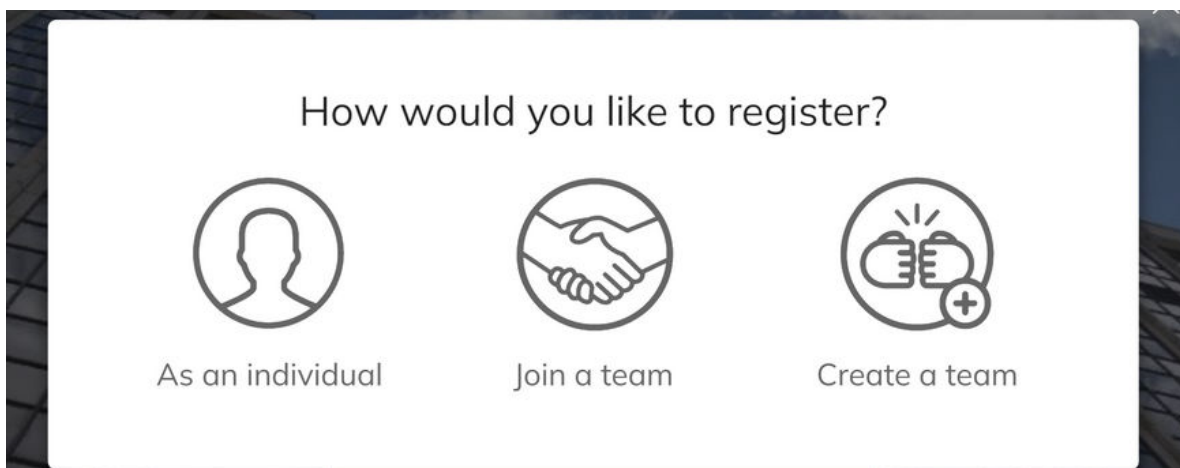 How would you like to register?
As an individual
Join a team
Create a team